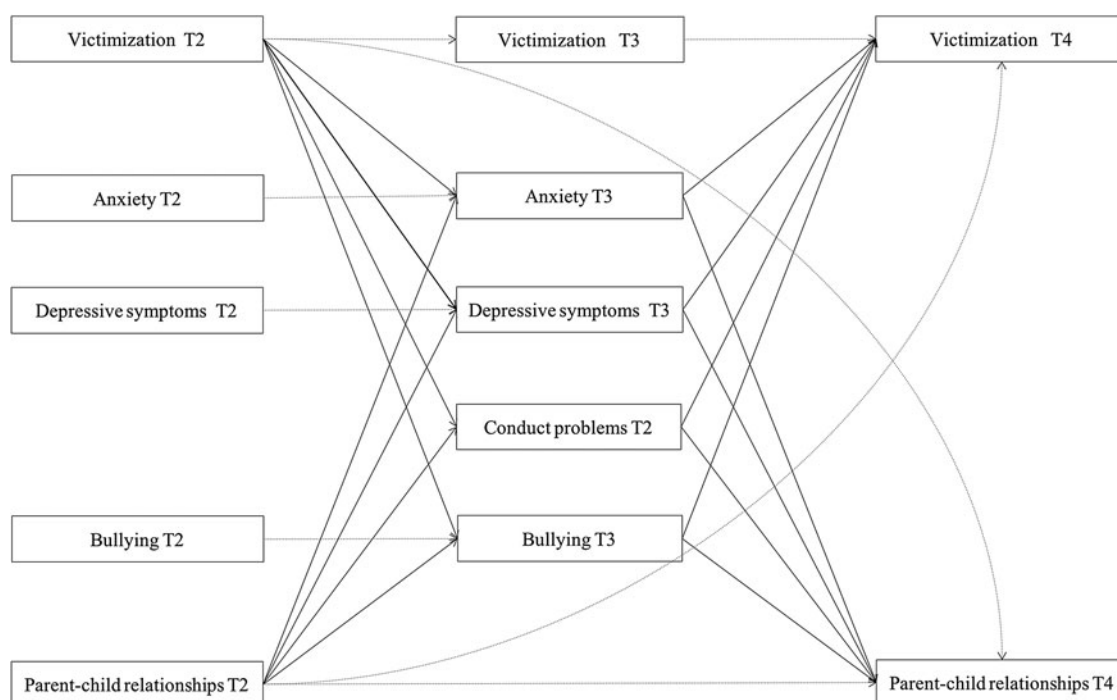 Victimization T2
Victimization T3
Victimization T4
Anxiety T2
Anxiety T3
Depressive symptoms T2
Depressive symptoms T3
Conduct problems T2
Bullying T2
Bullying T3
Parent-child relationships T2
Parent-child relationships T4